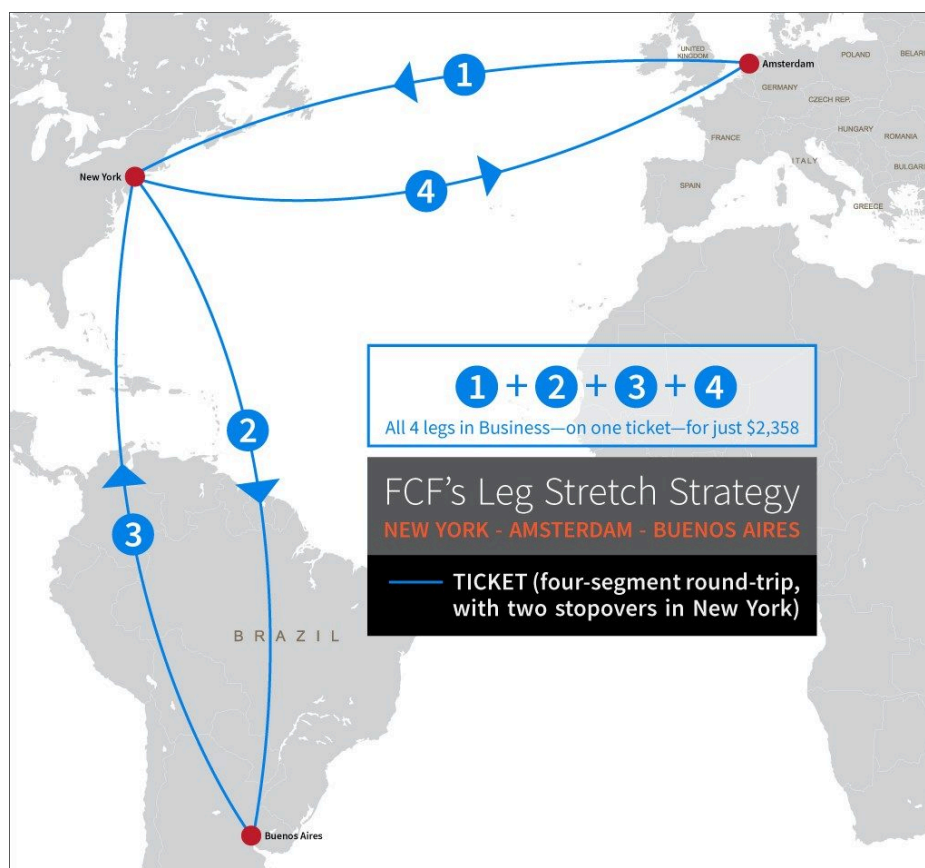 UNITED
KINGDOM
Amsterdam
POLAND
BELAR
GERMANY
CZECH REP.
1
FRANCE
HUNGARY
ROMANIA
ITALY
BULGARI
New York
4
SPAIN
GREECE
2
1 + 2 + 3 + 4
All 4 legs in Business—on one ticket—for just $2,358
FCF's Leg Stretch Strategy
NEW YORK - AMSTERDAM - BUENOS AIRES
3
TICKET (four-segment round-trip,
with two stopovers in New York)
BRAZIL
Buenos Aires